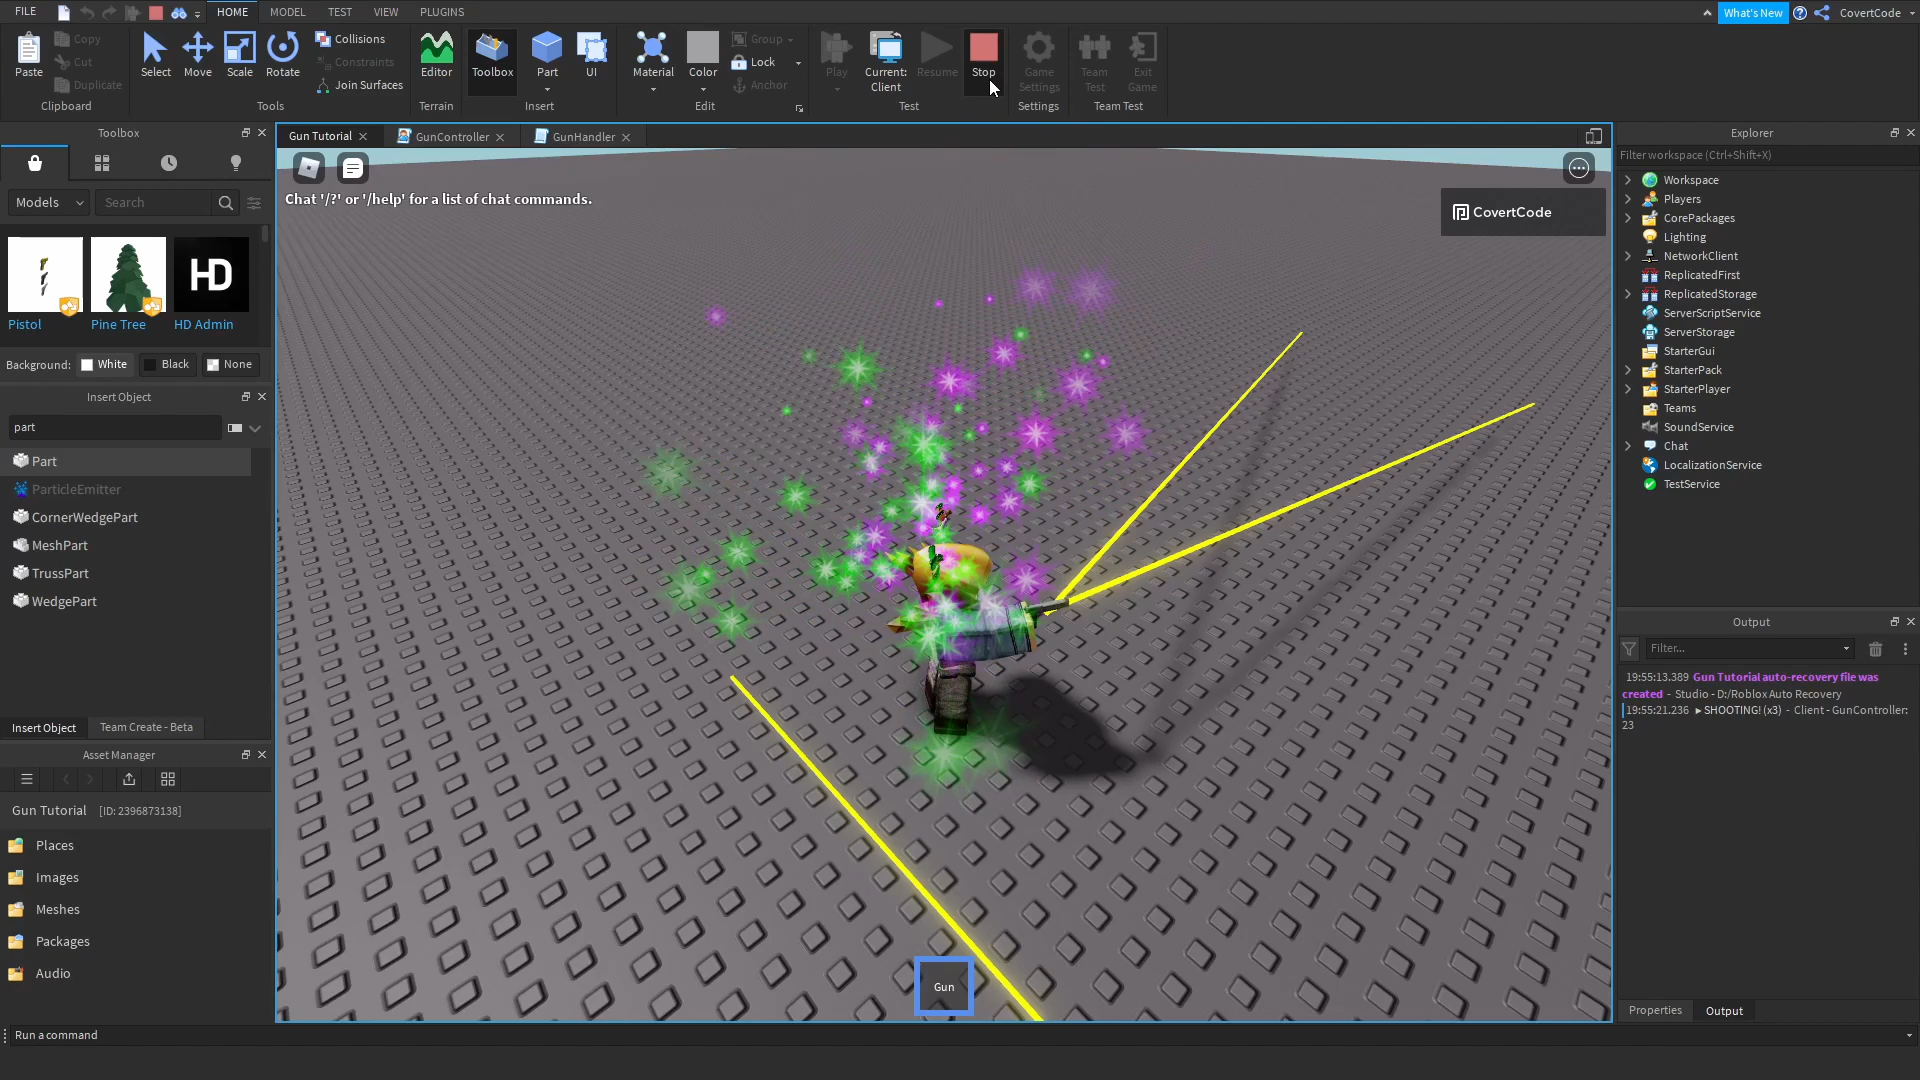 FILE
HOME
MODEL
TEST
VIEW
PLUGINS
What's New
CovertCode
Paste
Copy
Cut
Duplicate
Clipboard
Select
Move
Scale
Rotate
Collisions
Constraints
Join Surfaces
Tools
Editor
Terrain
Toolbox
Part
UI
Insert
Material
Color
Group
Lock
Anchor
Edit
Play
Current:
Client
Resume
Stop
Test
Game
Settings
Settings
Team
Test
Exit
Game
Team Test
Toolbox
Models
Search
Pistol
Pine Tree
HD
HD Admin
Background:
White
Black
None
Insert Object
part
Part
ParticleEmitter
CornerWedgePart
MeshPart
TrussPart
WedgePart
Insert Object
Team Create - Beta
Asset Manager
Gun Tutorial [ID: 2396873138]
Places
Images
Meshes
Packages
Audio
Run a command
Gun Tutorial
GunController
GunHandler
Chat '/?' or '/help' for a list of chat commands.
CovertCode
Gun
Explorer
Filter workspace (Ctrl+Shift+X)
Workspace
Players
CorePackages
Lighting
NetworkClient
ReplicatedFirst
ReplicatedStorage
ServerScriptService
ServerStorage
StarterGui
StarterPack
StarterPlayer
Teams
SoundService
Chat
LocalizationService
TestService
Output
Filter...
19:55:13.389 Gun Tutorial auto-recovery file was
created - Studio - D:/Roblox Auto Recovery
19:55:21.236 ▸ SHOOTING! (x3) - Client - GunController:
23
Properties
Output